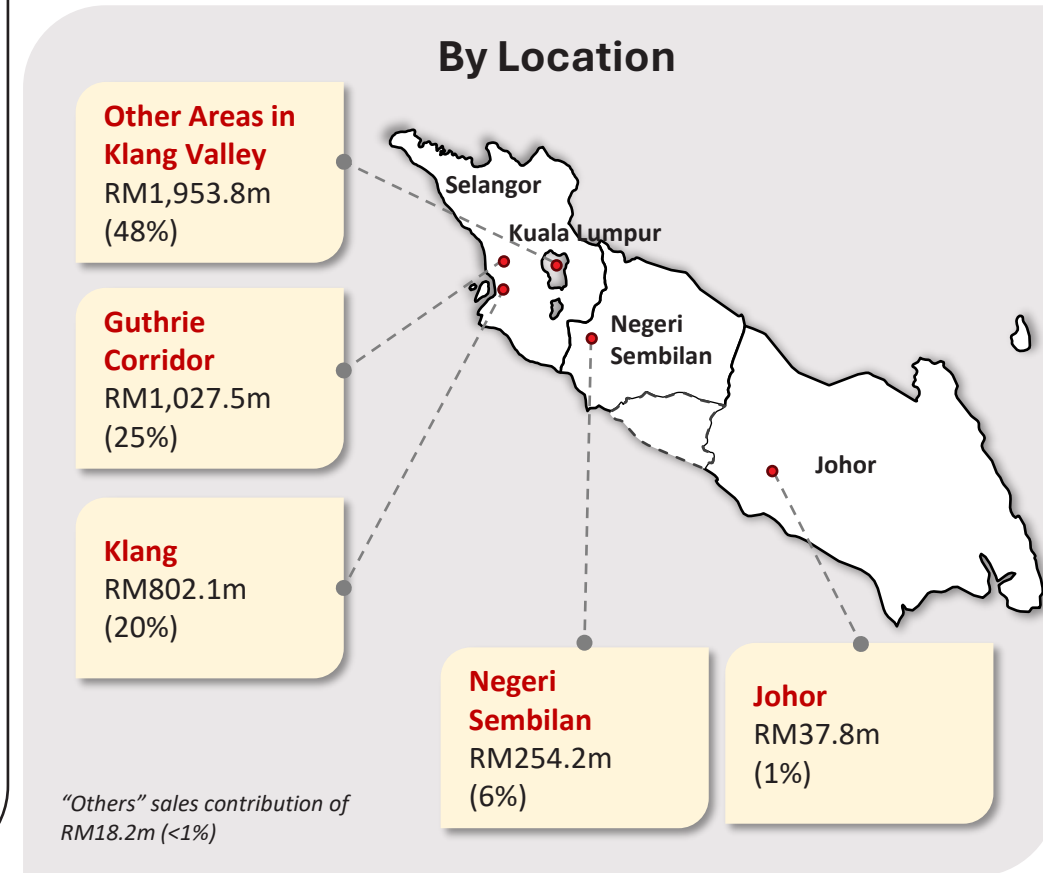 By Location
Other Areas in
Klang Valley
RM1,953.8m
(48%)
Guthrie
Corridor
RM1,027.5m
(25%)
Klang
RM802.1m
(20%)
Selangor
Kuala Lumpur
Negeri
Sembilan
Johor
Negeri
Sembilan
RM254.2m
(6%)
Johor
RM37.8m
(1%)
“Others” sales contribution of
RM18.2m (<1%)